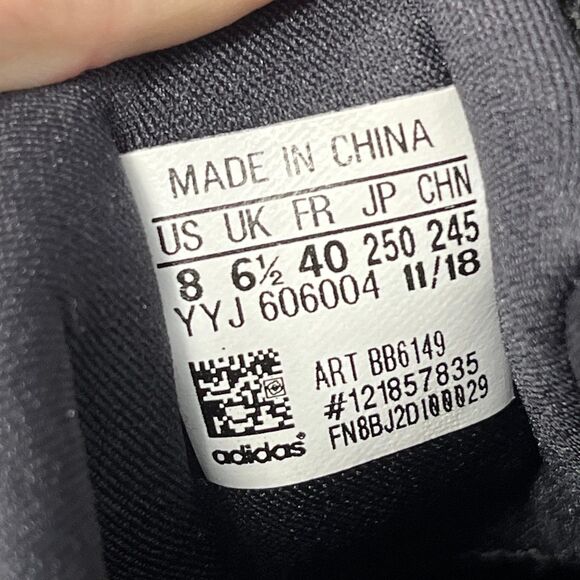 MADE IN CHINA
US UK FR JP CHN
8 6½ 40 250 245
YYJ 606004 11/18
ART BB6149
#121857835
FN8BJ2D100029
adidas